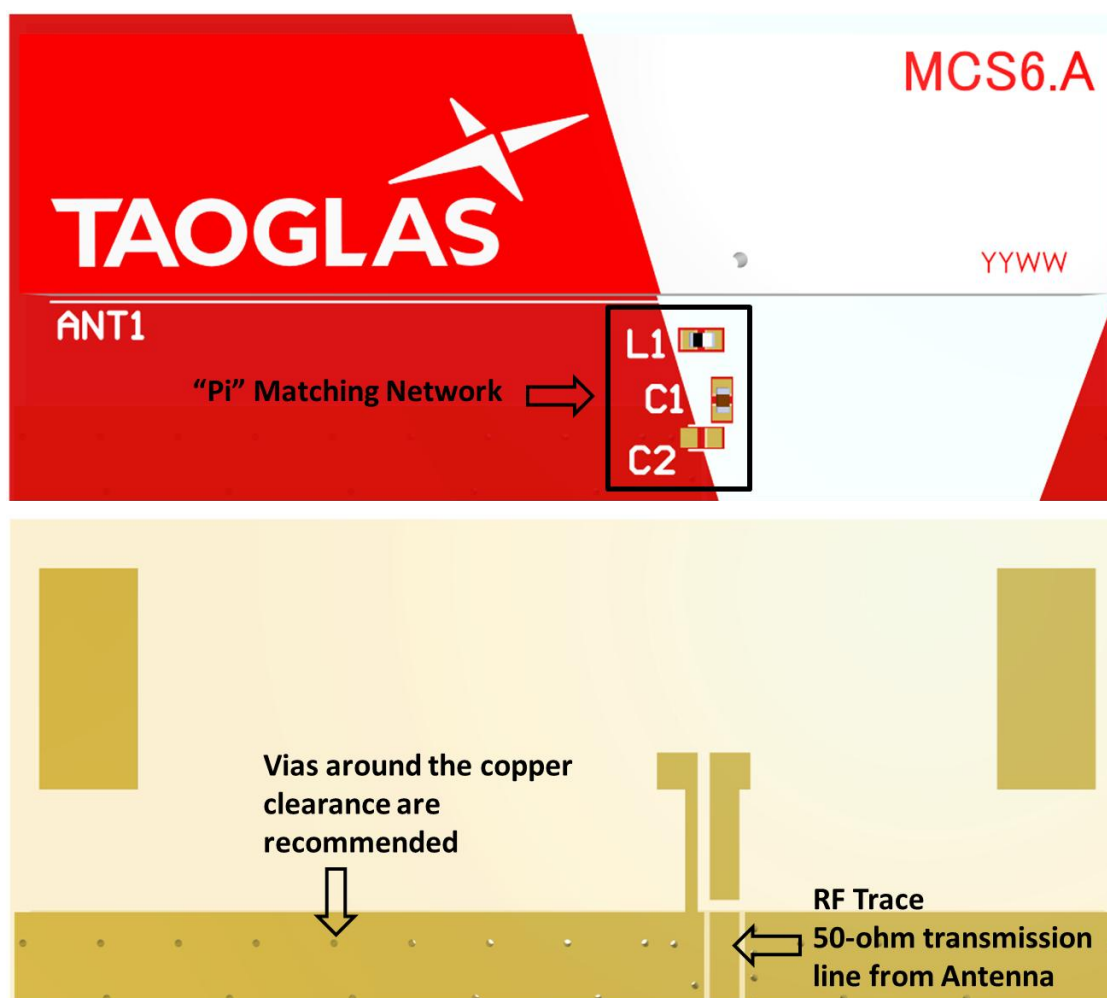 MCS6.A
TAOGLAS
YYWW
ANT1
L1
“Pi” Matching Network
C1
C2
Vias around the copper
clearance are
recommended
RF Trace
50-ohm transmission
line from Antenna